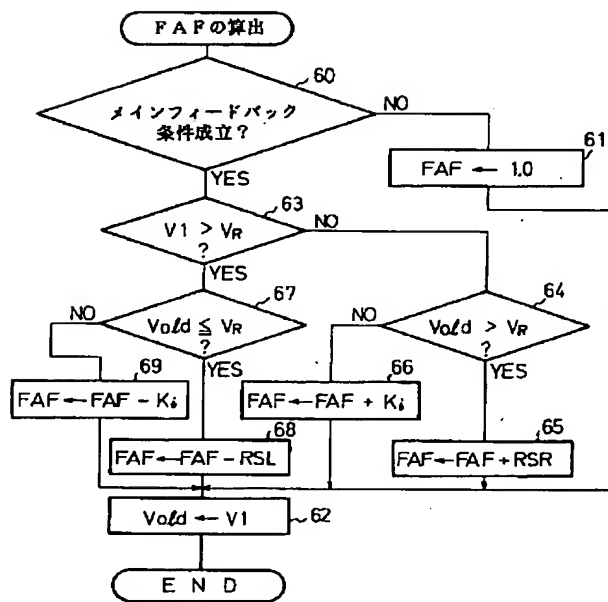 FAFの算出
60
メインフィードバック
条件成立?
NO
61
FAF ← 1.0
YES
63
V1 > VR
?
NO
YES
67
64
NO
Vold ≦ VR
?
NO
Vold > VR
?
69
YES
66
YES
FAF←FAF - Ki
FAF←FAF + Ki
68
65
FAF←FAF-RSL
FAF←FAF+RSR
Vold ← V1
62
END